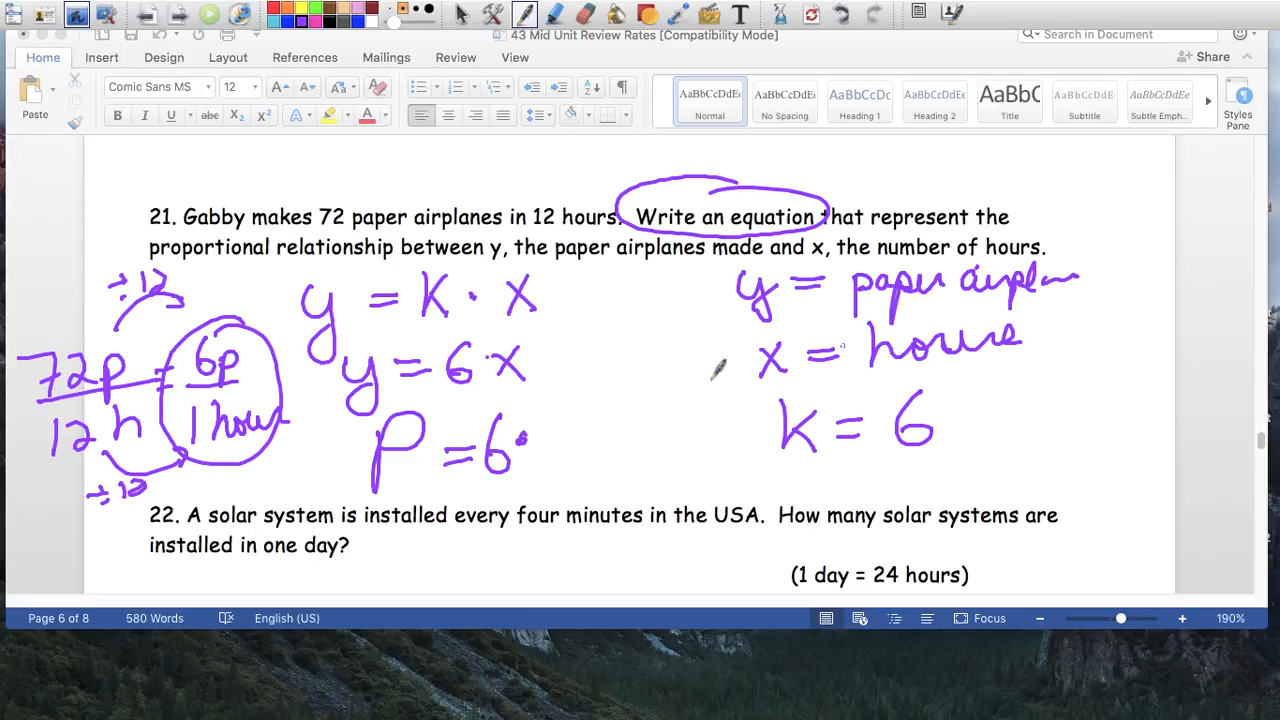 43 Mid Unit Review Rates [Compatibility Mode]
Search in Document
Home Insert Design Layout References Mailings Review View
Share
Comic Sans MS 12
Paste
AaBbCcDdEe AaBbCcDdEe AaBbCcDc AaBbCcDdEe AaBbC AaBbCcDdEe AaBbCcDdEe
Normal No Spacing Heading 1 Heading 2 Title Subtitle Subtle Emph...
Styles
Pane
21. Gabby makes 72 paper airplanes in 12 hours. Write an equation that represent the
proportional relationship between y, the paper airplanes made and x, the number of hours.
÷12
72p = 6p
12h 1 hour
÷12
y = K · x
y = 6 · x
P = 6
y = paper airplan
x = hours
K = 6
22. A solar system is installed every four minutes in the USA. How many solar systems are
installed in one day?
(1 day = 24 hours)
Page 6 of 8 580 Words English (US) Focus 190%